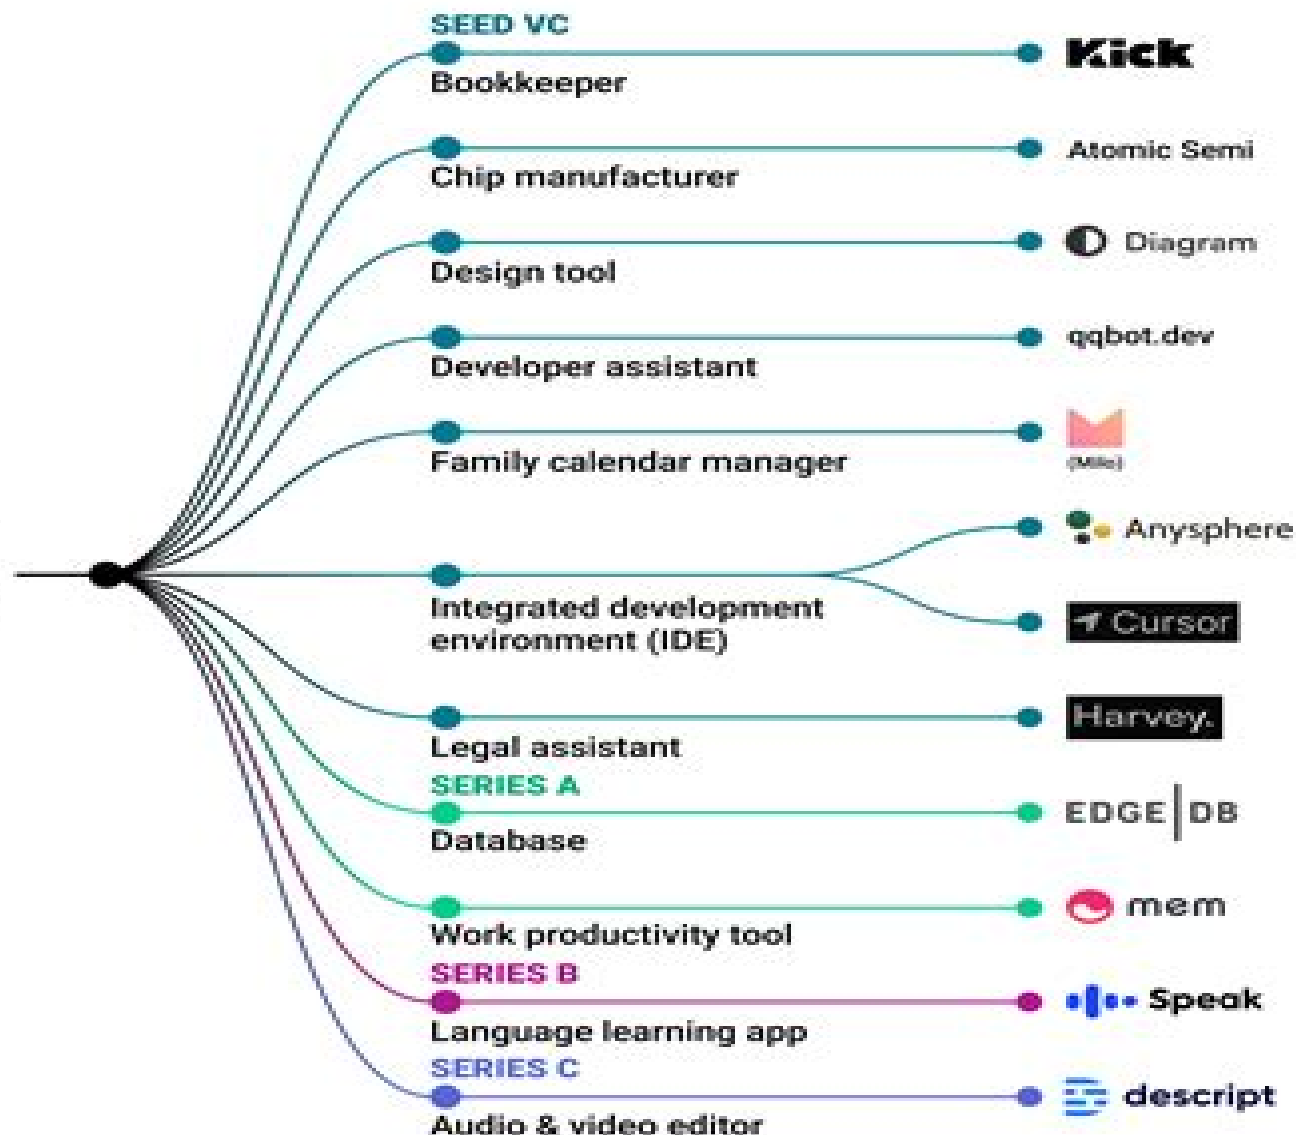 SEED VC
Kick
Bookkeeper
Atomic Semi
Chip manufacturer
Diagram
Design tool
qqbot.dev
Developer assistant
Family calendar manager
(Milo)
Anysphere
Integrated development
environment (IDE)
Cursor
Harvey.
Legal assistant
SERIES A
EDGE|DB
Database
mem
Work productivity tool
SERIES B
Speak
Language learning app
SERIES C
descript
Audio & video editor